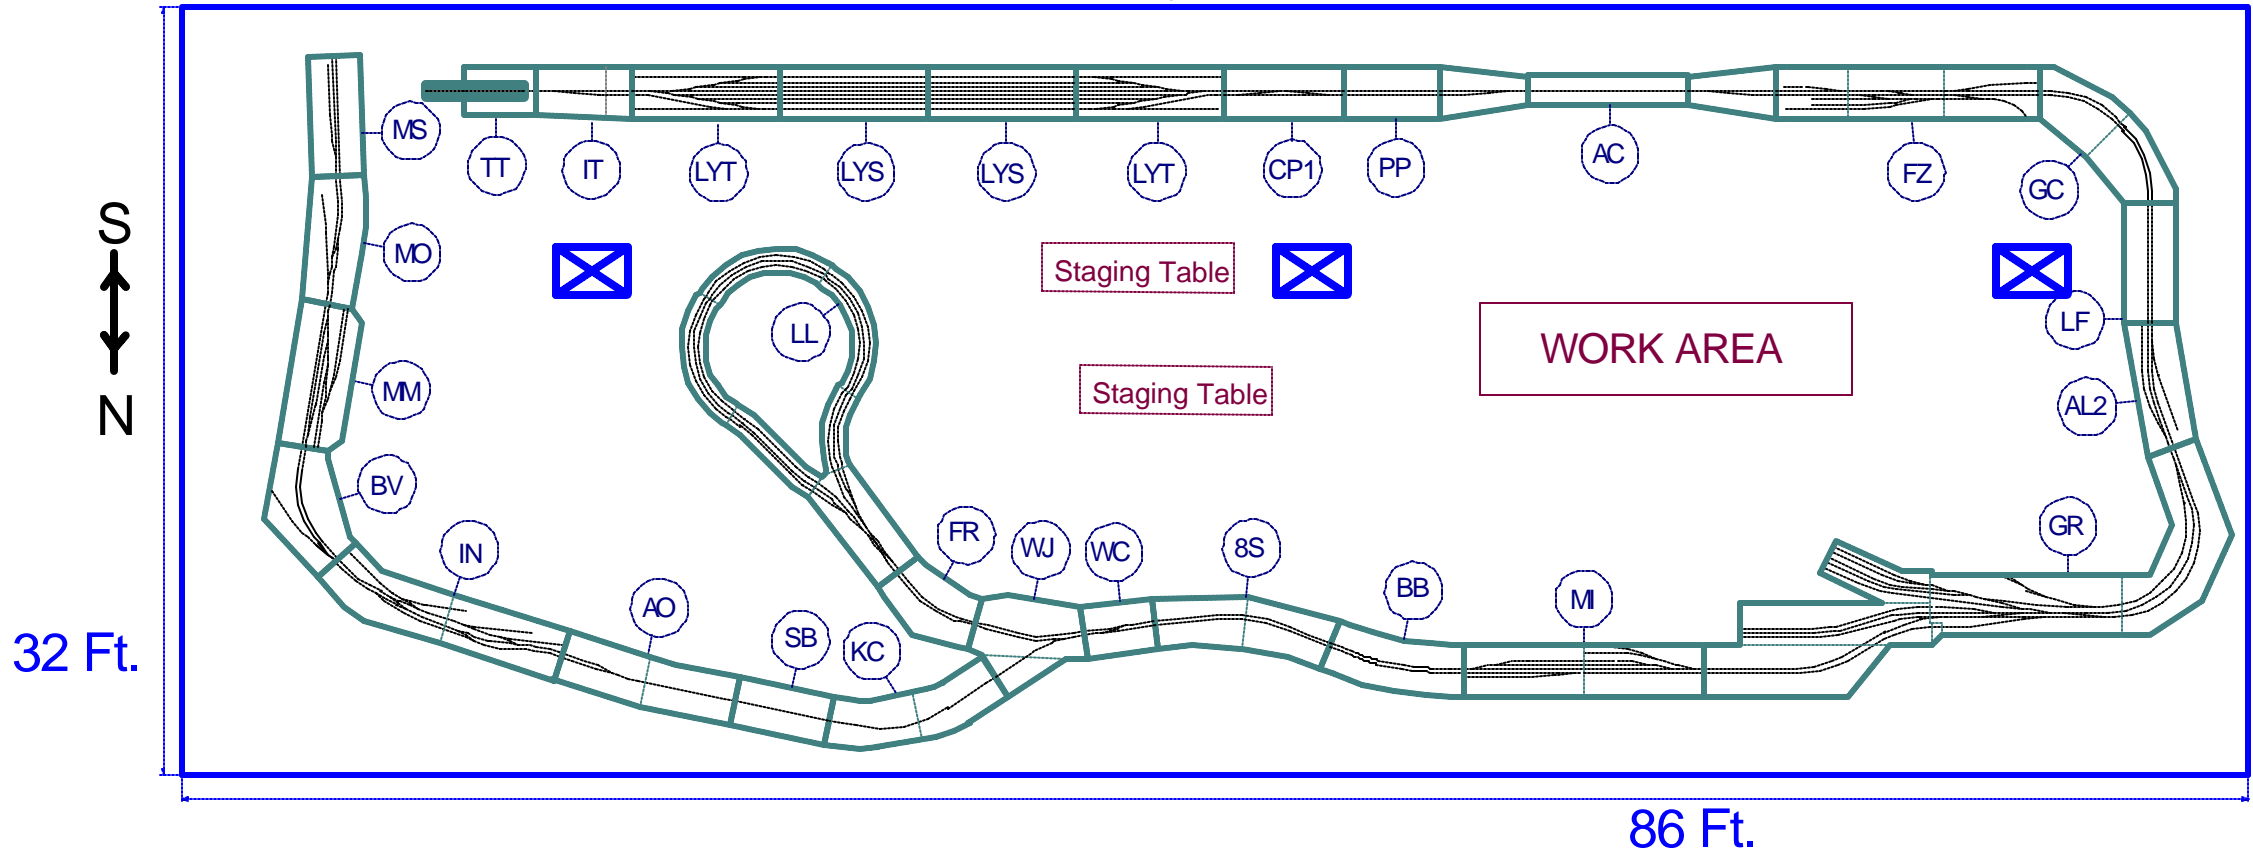 MS
TT
IT
LYT
LYS
LYS
LYT
CP1
PP
AC
FZ
GC
S
MO
Staging Table
LL
WORK AREA
LF
MM
Staging Table
AL2
N
BV
IN
FR
WJ
WC
8S
GR
BB
MI
AO
SB
KC
32 Ft.
86 Ft.